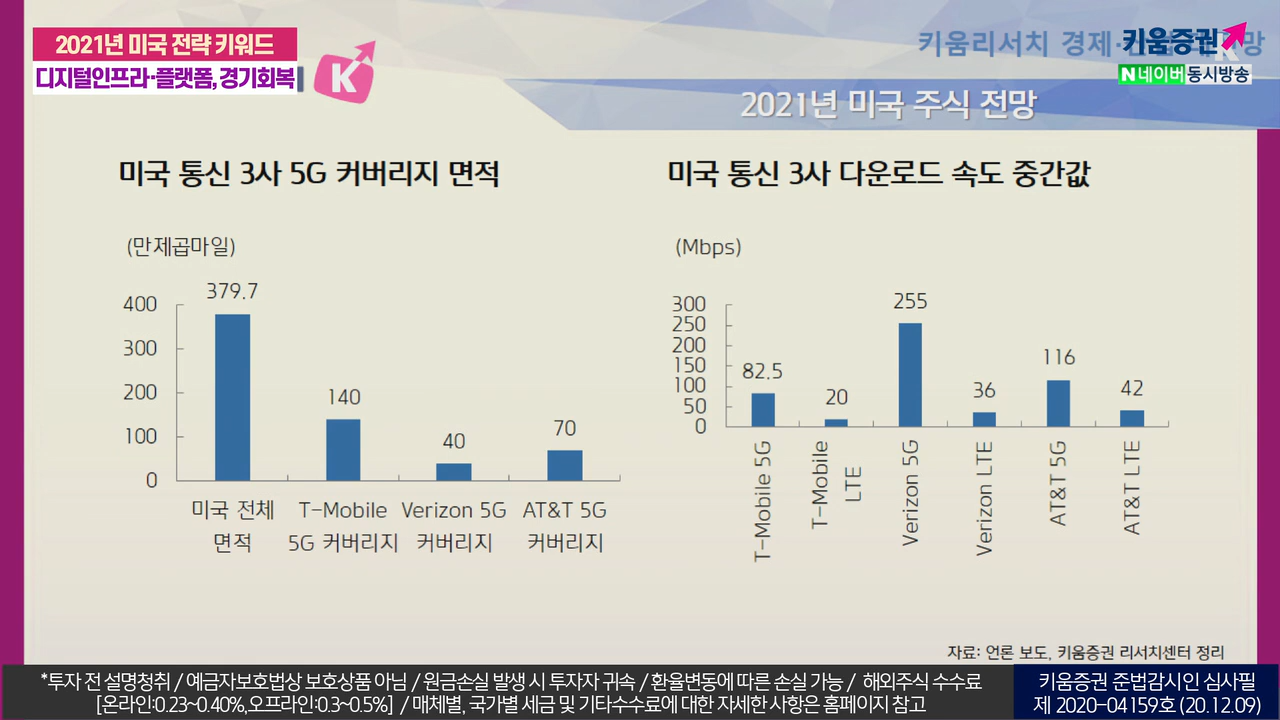 2021년 미국 전략 키워드
디지털인프라·플랫폼, 경기회복
K
키움리서치 경제
키움증권
N 네이버 동시방송
2021년 미국 주식 전망
미국 통신 3사 5G 커버리지 면적
(만제곱마일)
400
300
200
100
0
379.7
140
40
70
미국 전체
면적
T-Mobile
5G 커버리지
Verizon 5G
커버리지
AT&T 5G
커버리지
미국 통신 3사 다운로드 속도 중간값
(Mbps)
300
250
200
150
100
50
0
82.5
20
255
36
116
42
T-Mobile 5G
T-Mobile
LTE
Verizon 5G
Verizon LTE
AT&T 5G
AT&T LTE
자료: 언론 보도, 키움증권 리서치센터 정리
*투자 전 설명청취 / 예금자보호법상 보호상품 아님 / 원금손실 발생 시 투자자 귀속 / 환율변동에 따른 손실 가능 / 해외주식 수수료
[온라인:0.23~0.40%,오프라인:0.3~0.5%] / 매체별, 국가별 세금 및 기타수수료에 대한 자세한 사항은 홈페이지 참고
키움증권 준법감시인 심사필
제 2020-04159호 (20.12.09)